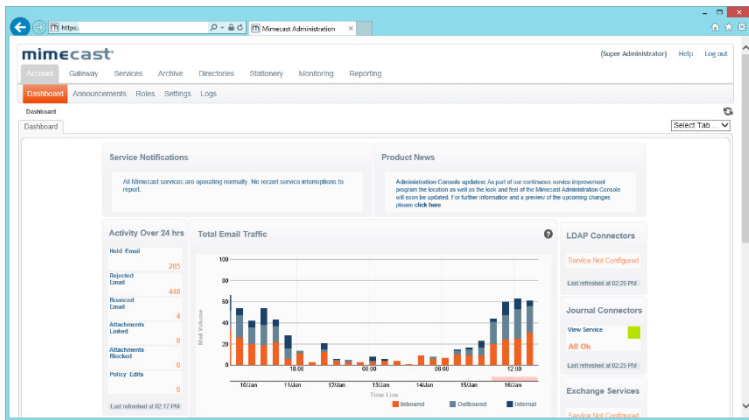 https:
Mimecast Administration
mimecast
(Super Administrator) Help Log out
Account Gateway Services Archive Directories Stationery Monitoring Reporting
Dashboard Announcements Roles Settings Logs
Dashboard
Dashboard
Select Tab ...
Service Notifications
All Mimecast services are operating normally. No recent service interruptions to
report.
Product News
Administration Console updates: As part of our continuous service improvement
program the location as well as the look and feel of the Mimecast Administration Console
will soon be updated. For further information and a preview of the upcoming changes
please click here.
Activity Over 24 hrs
Held Email
205
Rejected
Email
440
Bounced
Email
4
Attachments
Linked
0
Attachments
Blocked
0
Policy Edits
0
Last refreshed at 02:17 PM
Total Email Traffic
Mail Volume
100
80
60
40
20
0
18:00 00:00 06:00 12:00
10/Jan 11/Jan 12/Jan 13/Jan 14/Jan 15/Jan 16/Jan
Time Line
Inbound Outbound Internal
LDAP Connectors
Service Not Configured
Last refreshed at 02:25 PM
Journal Connectors
View Service
All Ok
Last refreshed at 02:25 PM
Exchange Services
Service Not Configured